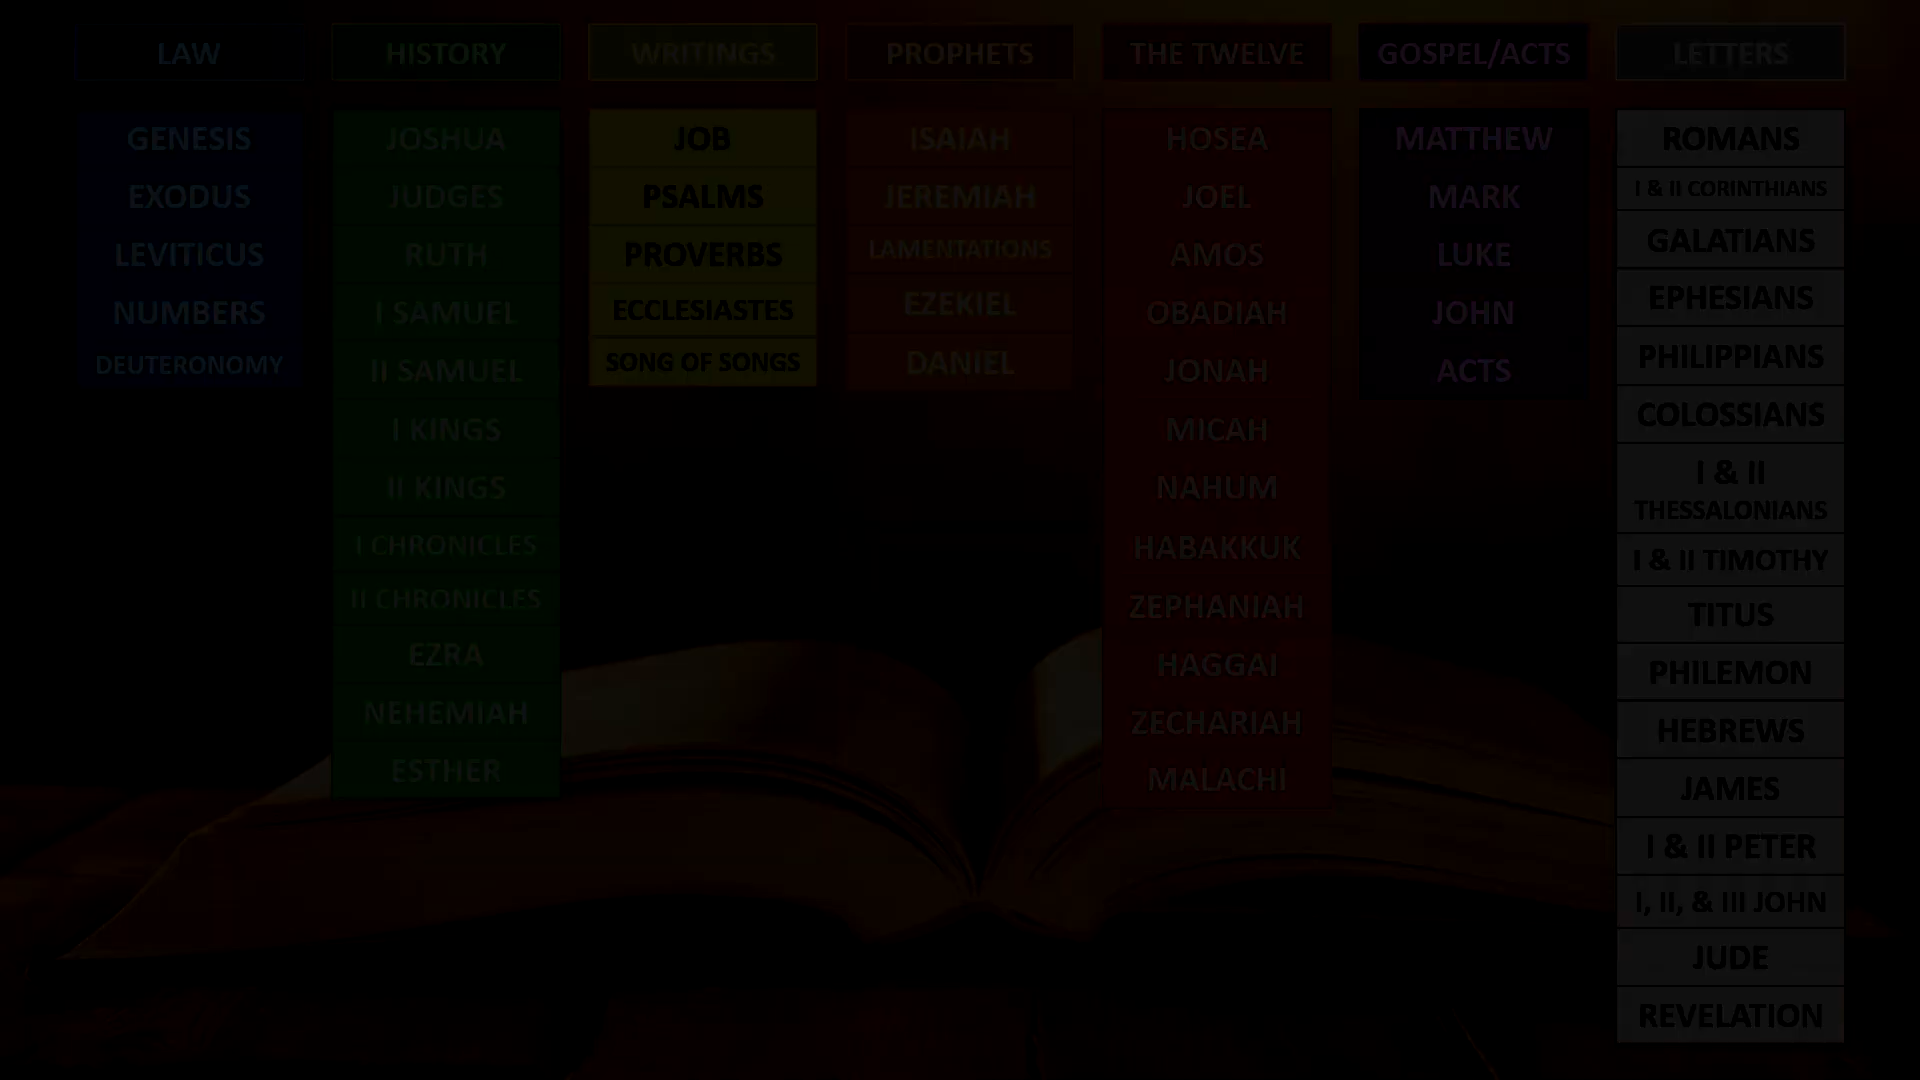 LAW
GENESIS
EXODUS
LEVITICUS
NUMBERS
DEUTERONOMY
HISTORY
JOSHUA
JUDGES
RUTH
I SAMUEL
II SAMUEL
I KINGS
II KINGS
I CHRONICLES
II CHRONICLES
EZRA
NEHEMIAH
ESTHER
WRITINGS
JOB
PSALMS
PROVERBS
ECCLESIASTES
SONG OF SONGS
PROPHETS
ISAIAH
JEREMIAH
LAMENTATIONS
EZEKIEL
DANIEL
THE TWELVE
HOSEA
JOEL
AMOS
OBADIAH
JONAH
MICAH
NAHUM
HABAKKUK
ZEPHANIAH
HAGGAI
ZECHARIAH
MALACHI
GOSPEL/ACTS
MATTHEW
MARK
LUKE
JOHN
ACTS
LETTERS
ROMANS
I & II CORINTHIANS
GALATIANS
EPHESIANS
PHILIPPIANS
COLOSSIANS
I & II
THESSALONIANS
I & II TIMOTHY
TITUS
PHILEMON
HEBREWS
JAMES
I & II PETER
I, II, & III JOHN
JUDE
REVELATION